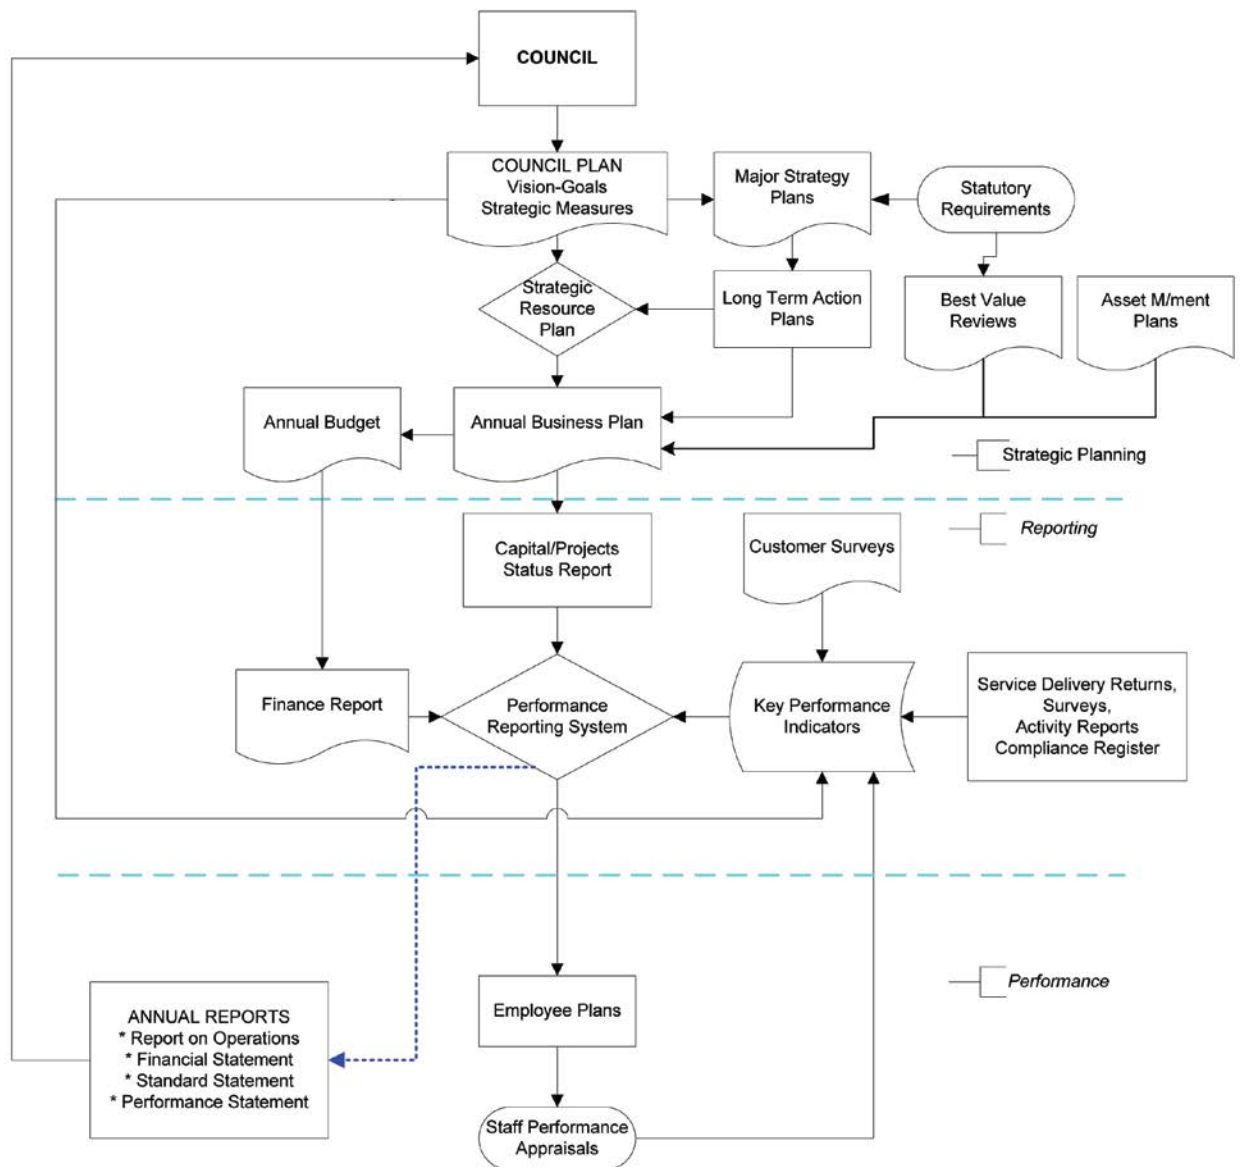 COUNCIL
COUNCIL PLAN
Vision-Goals
Strategic Measures
Major Strategy
Plans
Statutory
Requirements
Strategic
Resource
Plan
Long Term Action
Plans
Best Value
Reviews
Asset M/ment
Plans
Annual Budget
Annual Business Plan
Strategic Planning
Reporting
Capital/Projects
Status Report
Customer Surveys
Finance Report
Performance
Reporting System
Key Performance
Indicators
Service Delivery Returns,
Surveys,
Activity Reports
Compliance Register
Performance
ANNUAL REPORTS
* Report on Operations
* Financial Statement
* Standard Statement
* Performance Statement
Employee Plans
Staff Performance
Appraisals